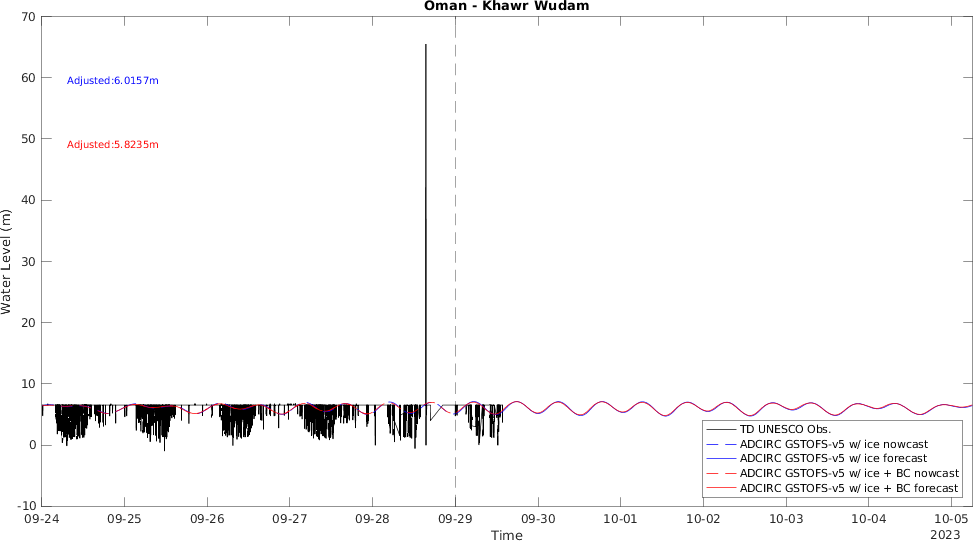 Oman - Khawr Wudam
70
60
50
40
30
20
10
0
-10
Water Level (m)
Adjusted:6.0157m
Adjusted:5.8235m
TD UNESCO Obs.
ADCIRC GSTOFS-v5 w/ ice nowcast
ADCIRC GSTOFS-v5 w/ ice forecast
ADCIRC GSTOFS-v5 w/ ice + BC nowcast
ADCIRC GSTOFS-v5 w/ ice + BC forecast
09-24 09-25 09-26 09-27 09-28 09-29 09-30 10-01 10-02 10-03 10-04 10-05
2023
Time